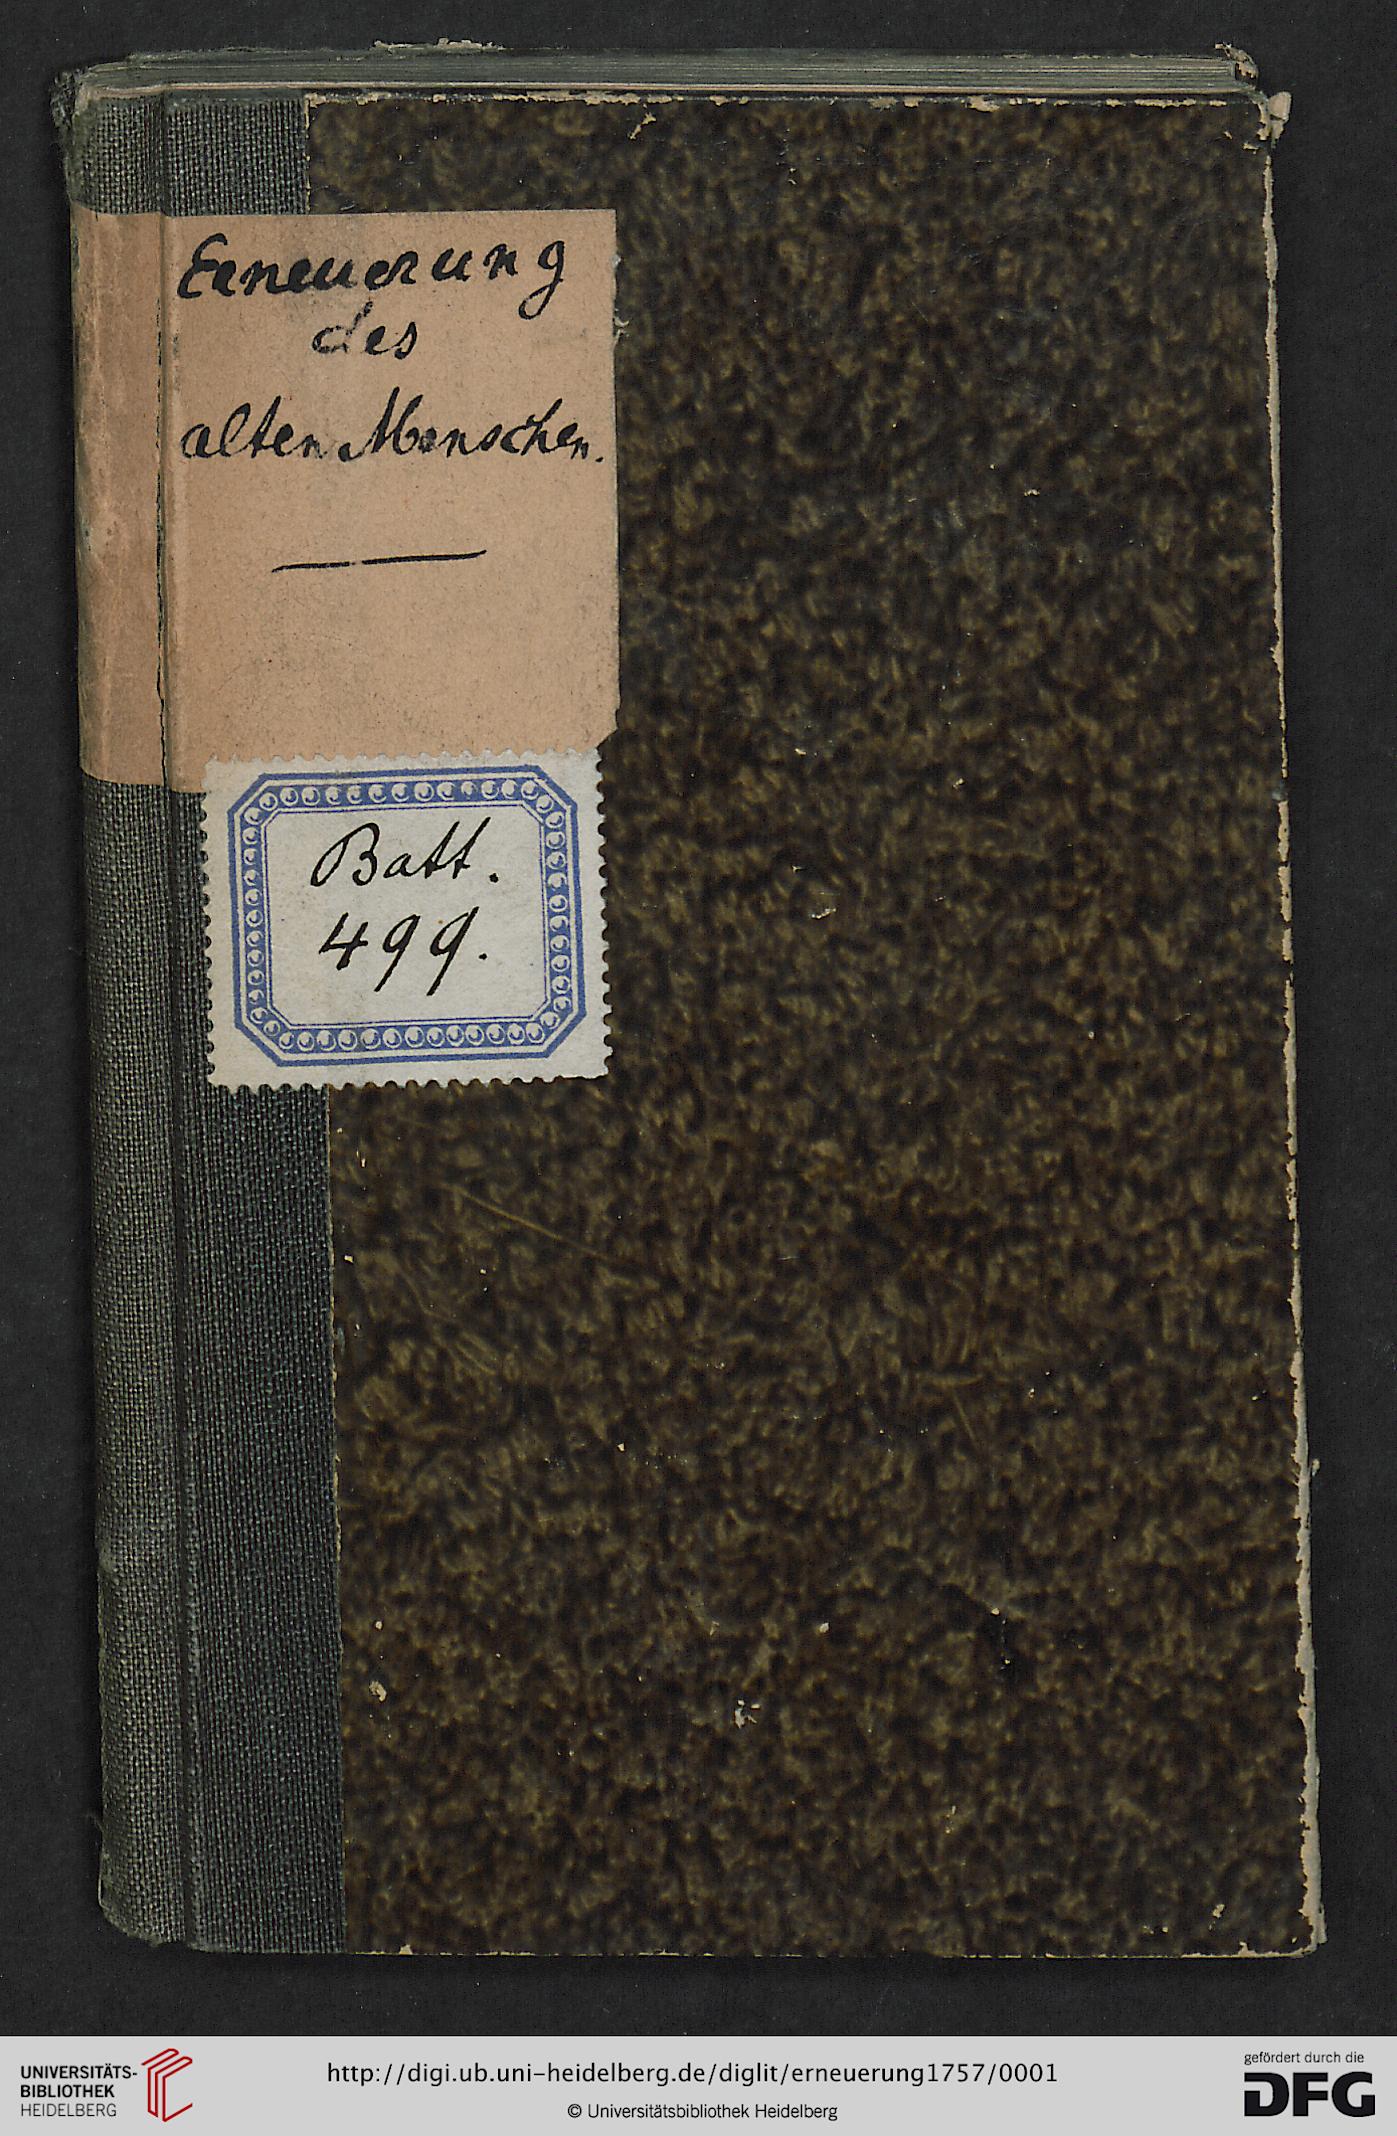 Erneuerung
des
alten Menschen.
Batt.
499.
UNIVERSITÄTS-
BIBLIOTHEK
HEIDELBERG
http://digi.ub.uni-heidelberg.de/diglit/erneuerung1757/0001
© Universitätsbibliothek Heidelberg
gefördert durch die
DFG